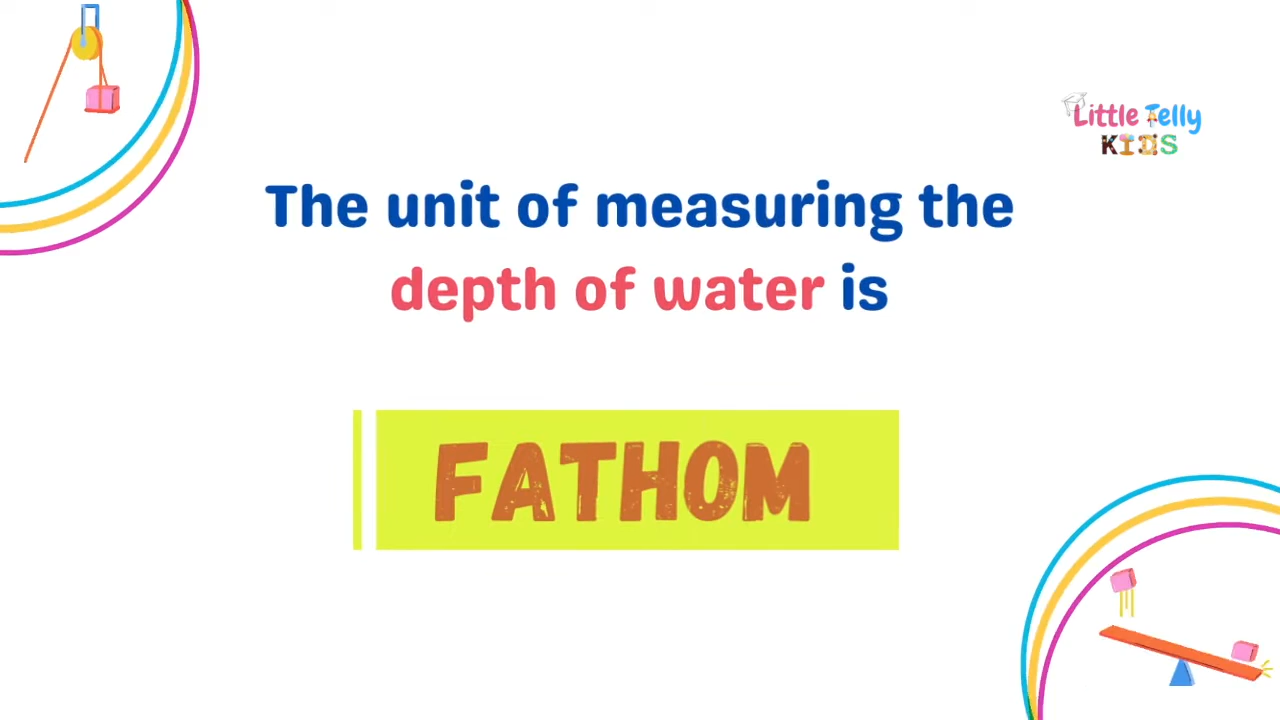 Little Telly
KIDS
The unit of measuring the
depth of water is
FATHOM